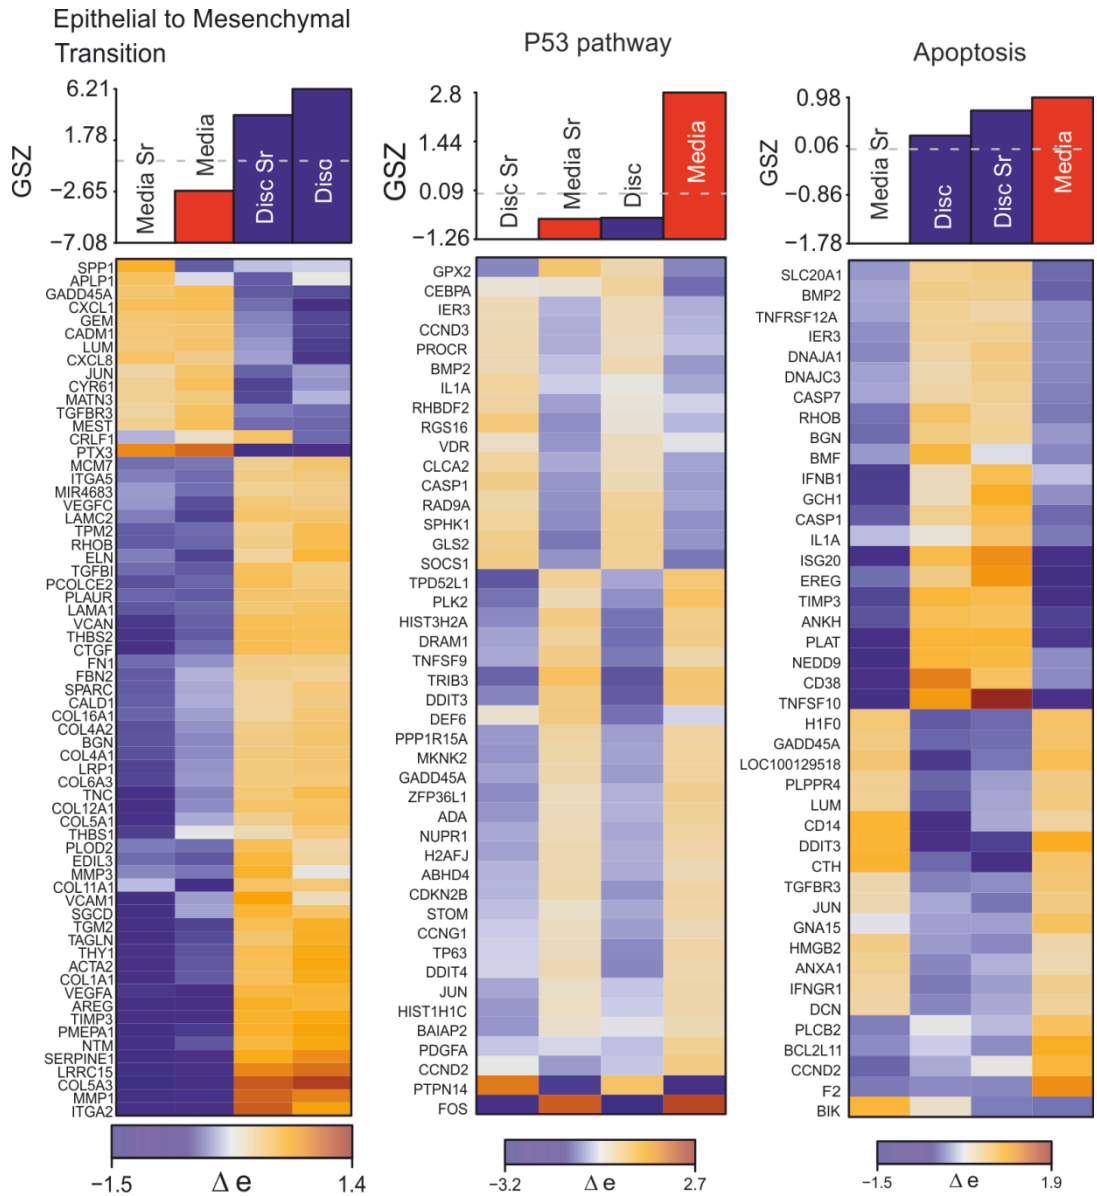 Epithelial to Mesenchymal
Transition
GSZ
6.21
1.78
−2.65
−7.08
Media Sr
Media
Disc Sr
Disc
SPP1
APLP1
GADD45A
CXCL1
GEM
CADM1
LUM
CXCL8
JUN
CYR61
MATN3
TGFBR3
MEST
CRLF1
PTX3
MCM7
ITGA5
MIR4683
VEGFC
LAMC2
TPM2
RHOB
ELN
TGFBI
PCOLCE2
PLAUR
LAMA1
VCAN
THBS2
CTGF
FN1
FBN2
SPARC
CALD1
COL16A1
COL4A2
BGN
COL4A1
LRP1
COL6A3
TNC
COL12A1
COL5A1
THBS1
PLOD2
EDIL3
MMP3
COL11A1
VCAM1
SGCD
TGM2
TAGLN
THY1
ACTA2
COL1A1
VEGFA
AREG
TIMP3
PMEPA1
NTM
SERPINE1
LRRC15
COL5A3
MMP1
ITGA2
−1.5
Δ e
1.4
P53 pathway
GSZ
2.8
1.44
0.09
−1.26
Disc Sr
Media Sr
Disc
Media
GPX2
CEBPA
IER3
CCND3
PROCR
BMP2
IL1A
RHBDF2
RGS16
VDR
CLCA2
CASP1
RAD9A
SPHK1
GLS2
SOCS1
TPD52L1
PLK2
HIST3H2A
DRAM1
TNFSF9
TRIB3
DDIT3
DEF6
PPP1R15A
MKNK2
GADD45A
ZFP36L1
ADA
NUPR1
H2AFJ
ABHD4
CDKN2B
STOM
CCNG1
TP63
DDIT4
JUN
HIST1H1C
BAIAP2
PDGFA
CCND2
PTPN14
FOS
−3.2
Δ e
2.7
Apoptosis
GSZ
0.98
0.06
−0.86
−1.78
Media Sr
Disc
Disc Sr
Media
SLC20A1
BMP2
TNFRSF12A
IER3
DNAJA1
DNAJC3
CASP7
RHOB
BGN
BMF
IFNB1
GCH1
CASP1
IL1A
ISG20
EREG
TIMP3
ANKH
PLAT
NEDD9
CD38
TNFSF10
H1F0
GADD45A
LOC100129518
PLPPR4
LUM
CD14
DDIT3
CTH
TGFBR3
JUN
GNA15
HMGB2
ANXA1
IFNGR1
DCN
PLCB2
BCL2L11
CCND2
F2
BIK
−1.5
Δ e
1.9